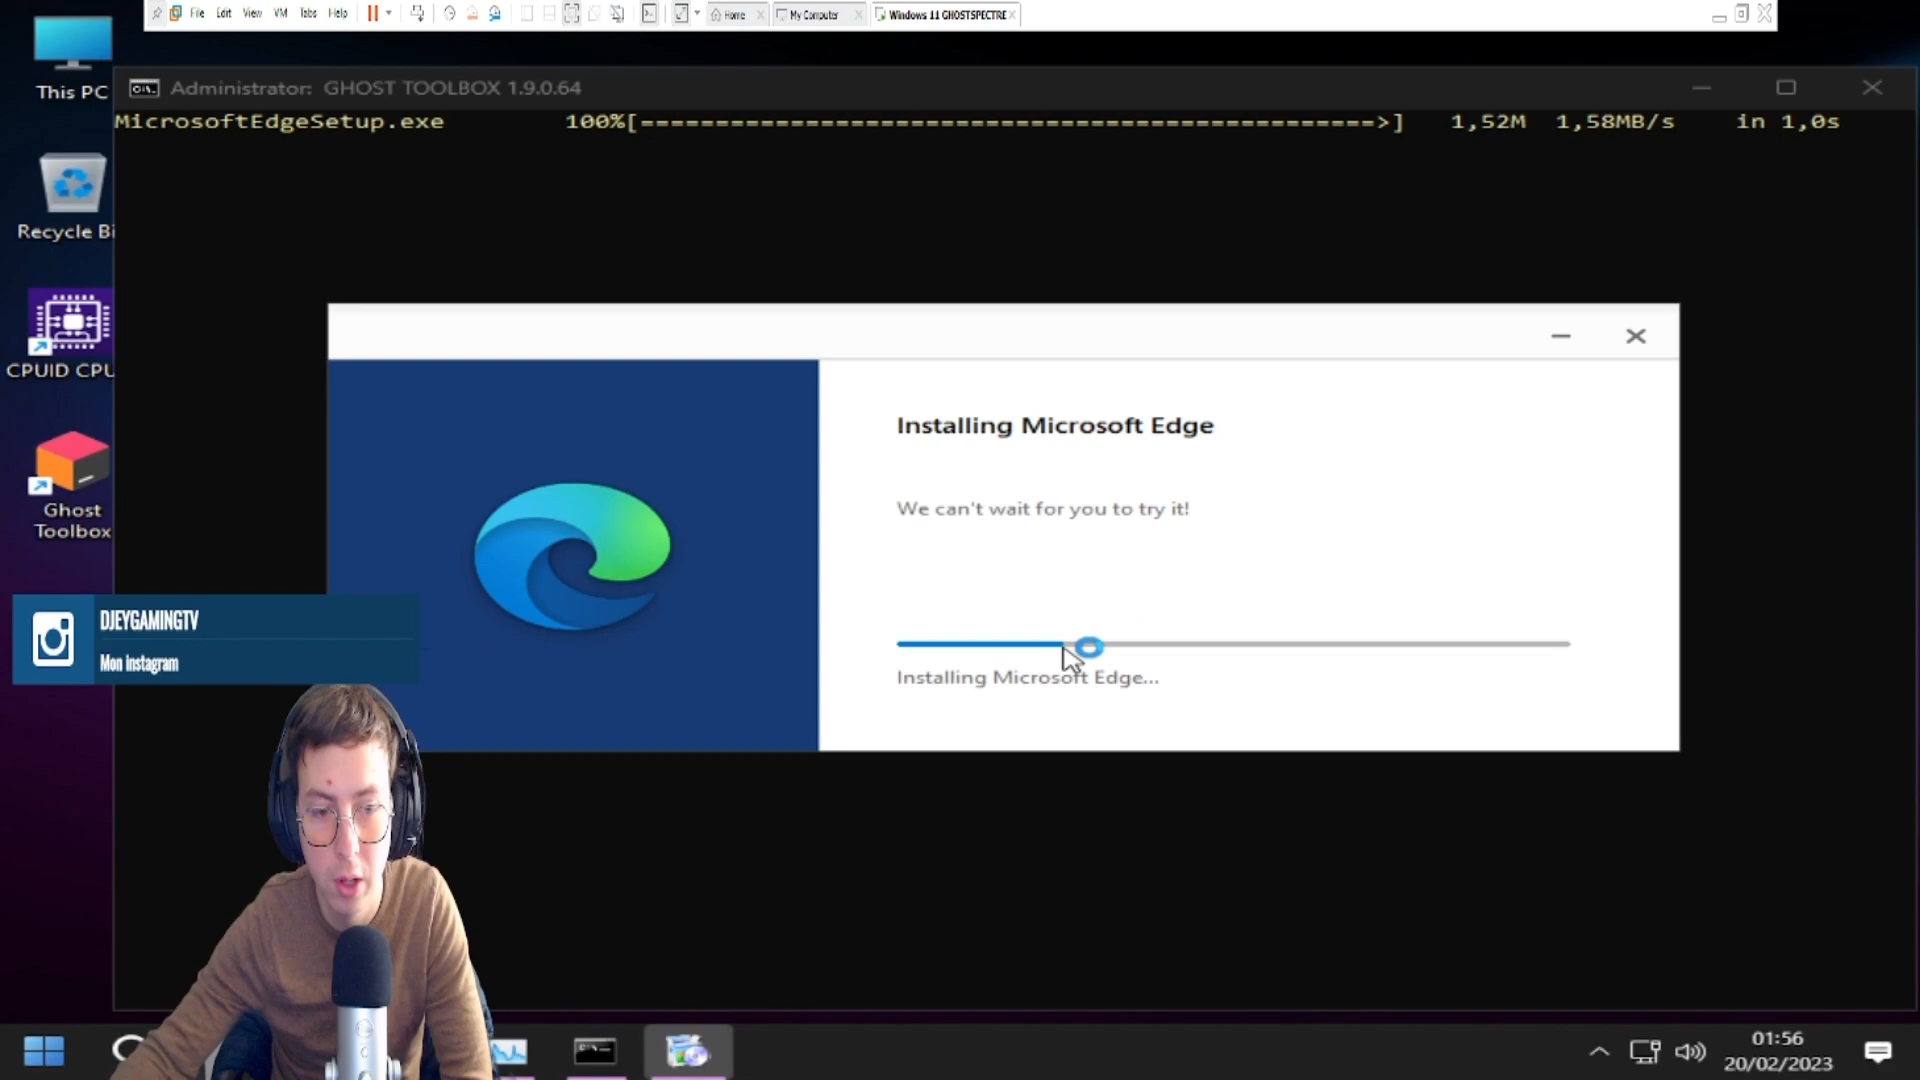 File Edit View VM Tabs Help
Home
My Computer
Windows 11 GHOSTSPECTRE
This PC
Administrator: GHOST TOOLBOX 1.9.0.64
MicrosoftEdgeSetup.exe 100%[=================================================>] 1,52M 1,58MB/s in 1,0s
Recycle Bi
CPUID CPU
Ghost
Toolbox
Installing Microsoft Edge
We can't wait for you to try it!
Installing Microsoft Edge...
DJEYGAMINGTV
Mon instagram
01:56
20/02/2023